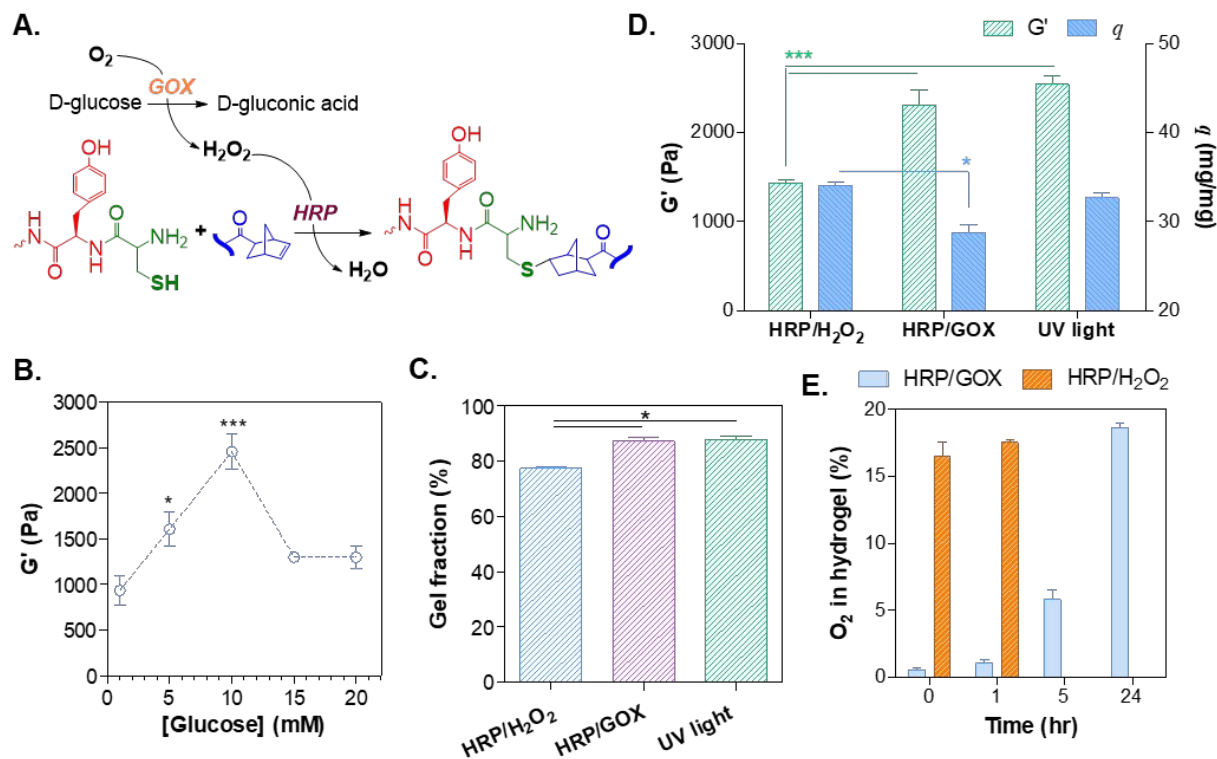 A.
O₂
GOX
D-glucose
D-gluconic acid
H₂O₂
HRP
H₂O
OH
O
N
H
O
H
N
O
NH₂
SH
+
O
OH
O
N
H
O
H
N
O
NH₂
S
O
B.
G' (Pa)
3000
2500
2000
1500
1000
500
0
*
***
0 5 10 15 20
[Glucose] (mM)
C.
Gel fraction (%)
100
80
60
40
20
0
*
HRP/H₂O₂
HRP/GOX
UV light
D.
G' q
G' (Pa)
3000
2000
1000
0
***
*
50
40
30
20
q (mg/mg)
HRP/H₂O₂ HRP/GOX UV light
E.
HRP/GOX HRP/H₂O₂
O₂ in hydrogel (%)
20
15
10
5
0
0 1 5 24
Time (hr)